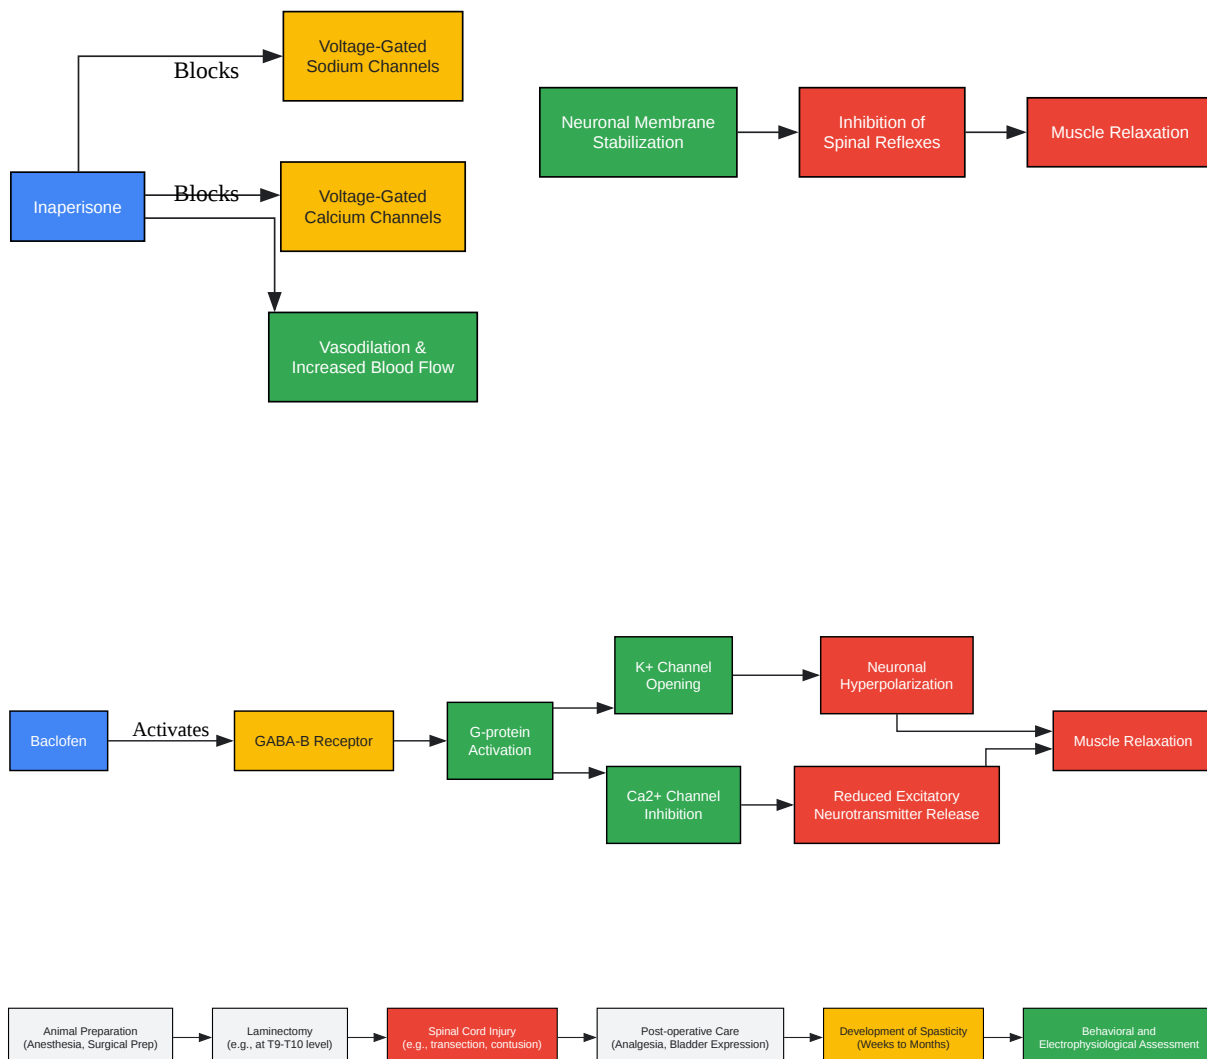 Voltage-Gated
Sodium Channels
Blocks
Neuronal Membrane
Stabilization
Inhibition of
Spinal Reflexes
Muscle Relaxation
Inaperisone
Blocks
Voltage-Gated
Calcium Channels
Vasodilation &
Increased Blood Flow
Baclofen
Activates
GABA-B Receptor
G-protein
Activation
K+ Channel
Opening
Neuronal
Hyperpolarization
Ca2+ Channel
Inhibition
Reduced Excitatory
Neurotransmitter Release
Muscle Relaxation
Animal Preparation
(Anesthesia, Surgical Prep)
Laminectomy
(e.g., at T9-T10 level)
Spinal Cord Injury
(e.g., transection, contusion)
Post-operative Care
(Analgesia, Bladder Expression)
Development of Spasticity
(Weeks to Months)
Behavioral and
Electrophysiological Assessment